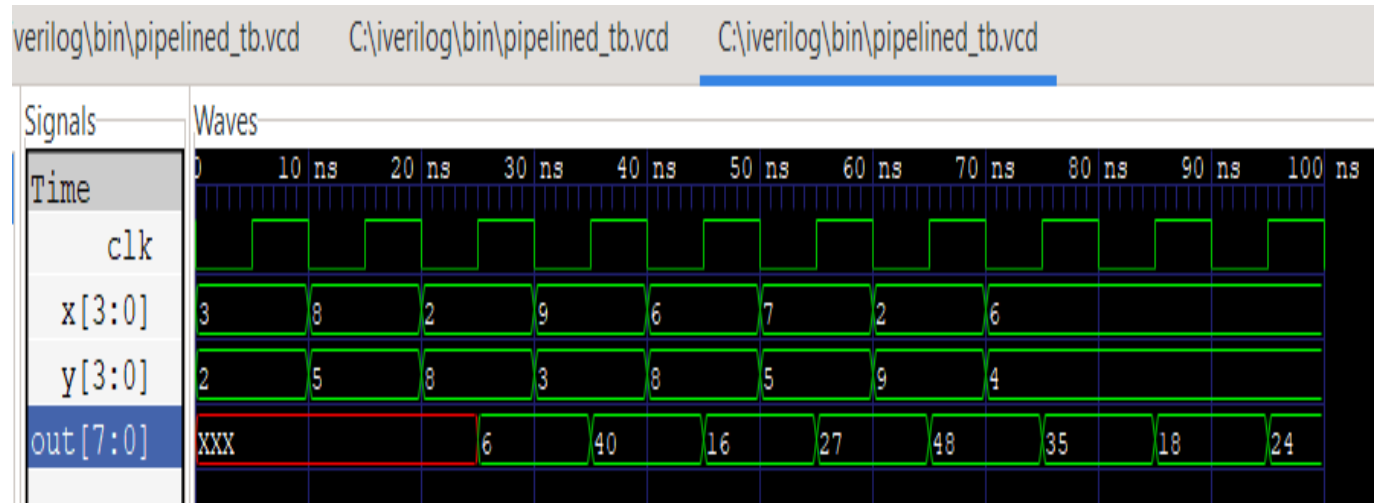 verilog\bin\pipelined_tb.vcd C:\iverilog\bin\pipelined_tb.vcd C:\iverilog\bin\pipelined_tb.vcd
Signals Waves
Time 0 10 ns 20 ns 30 ns 40 ns 50 ns 60 ns 70 ns 80 ns 90 ns 100 ns
clk
x[3:0] 3 8 2 9 6 7 2 6
y[3:0] 2 5 8 3 8 5 9 4
out[7:0] XXX 6 40 16 27 48 35 18 24